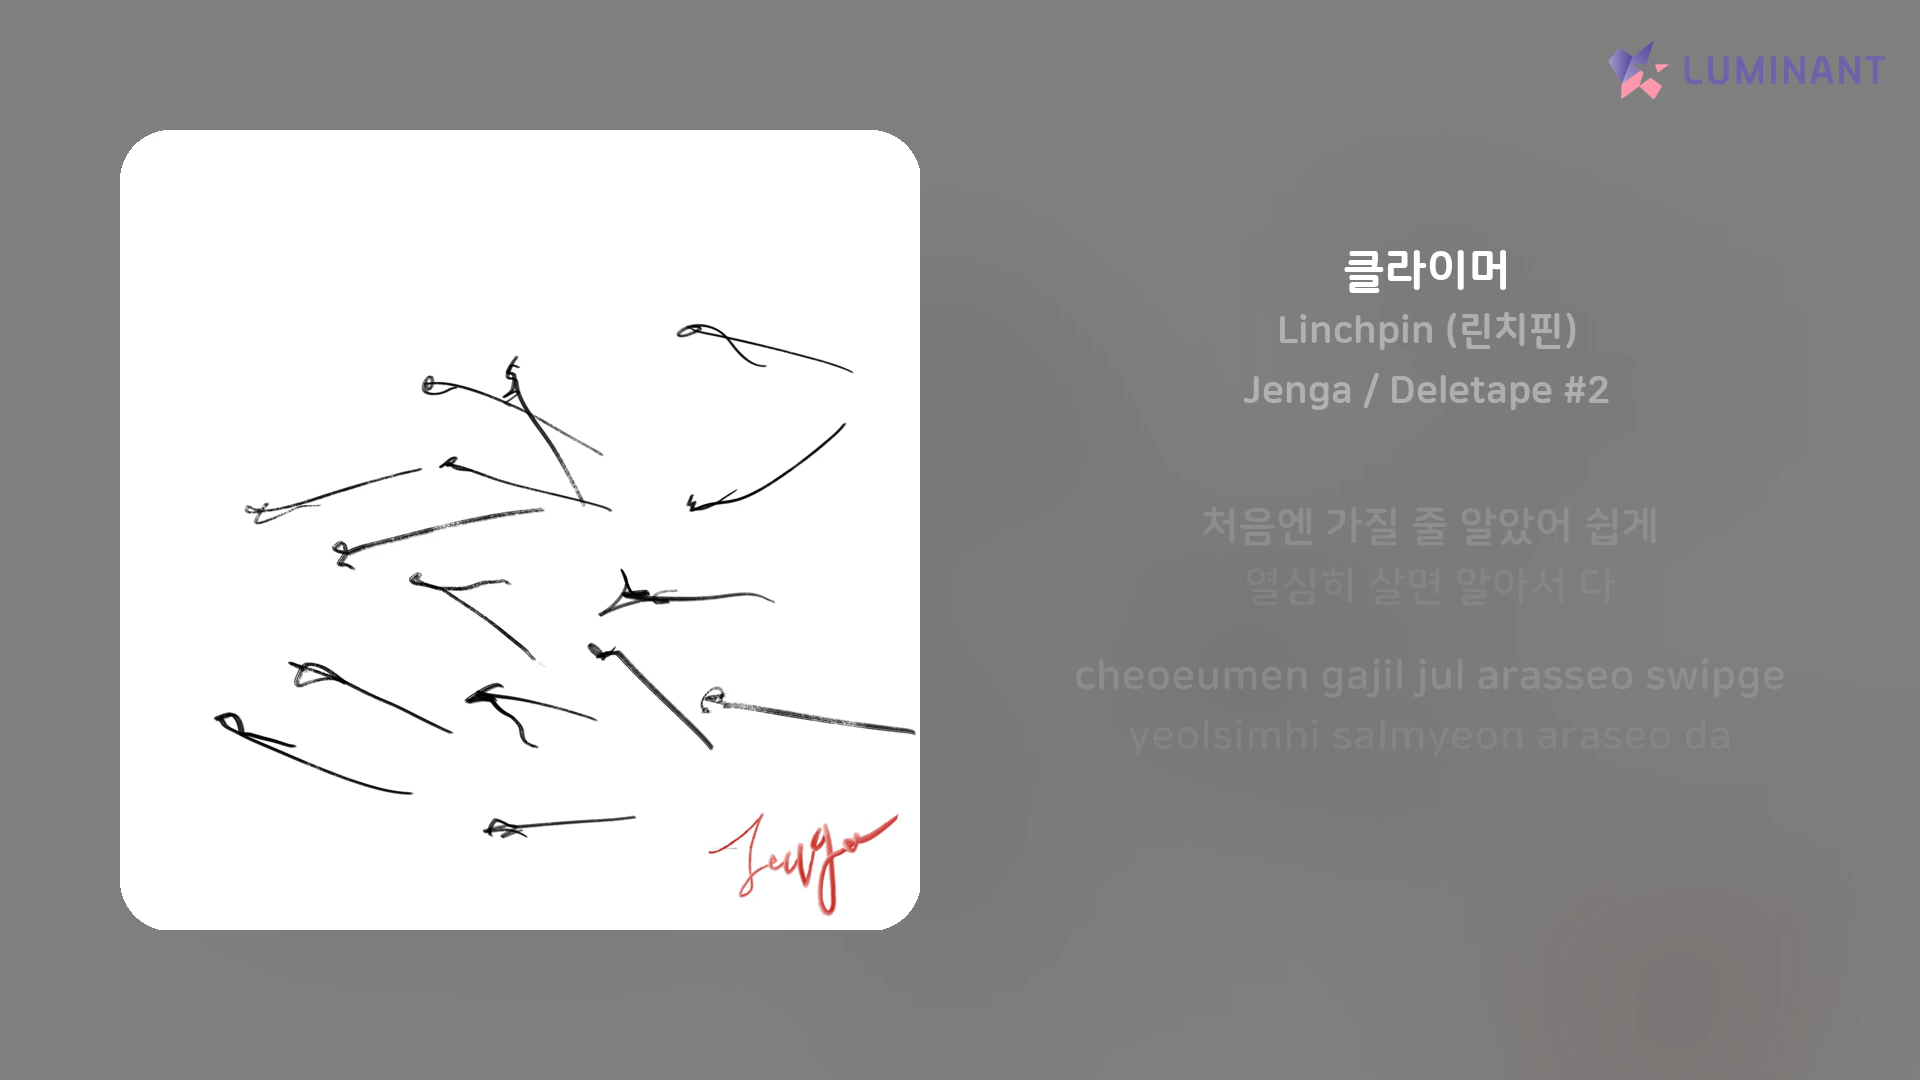 LUMINANT
클라이머
Linchpin (린치핀)
Jenga / Deletape #2
처음엔 가질 줄 알았어 쉽게
열심히 살면 알아서 다
cheoeumen gajil jul arasseo swipge
yeolsimhi salmyeon araseo da
Jenga